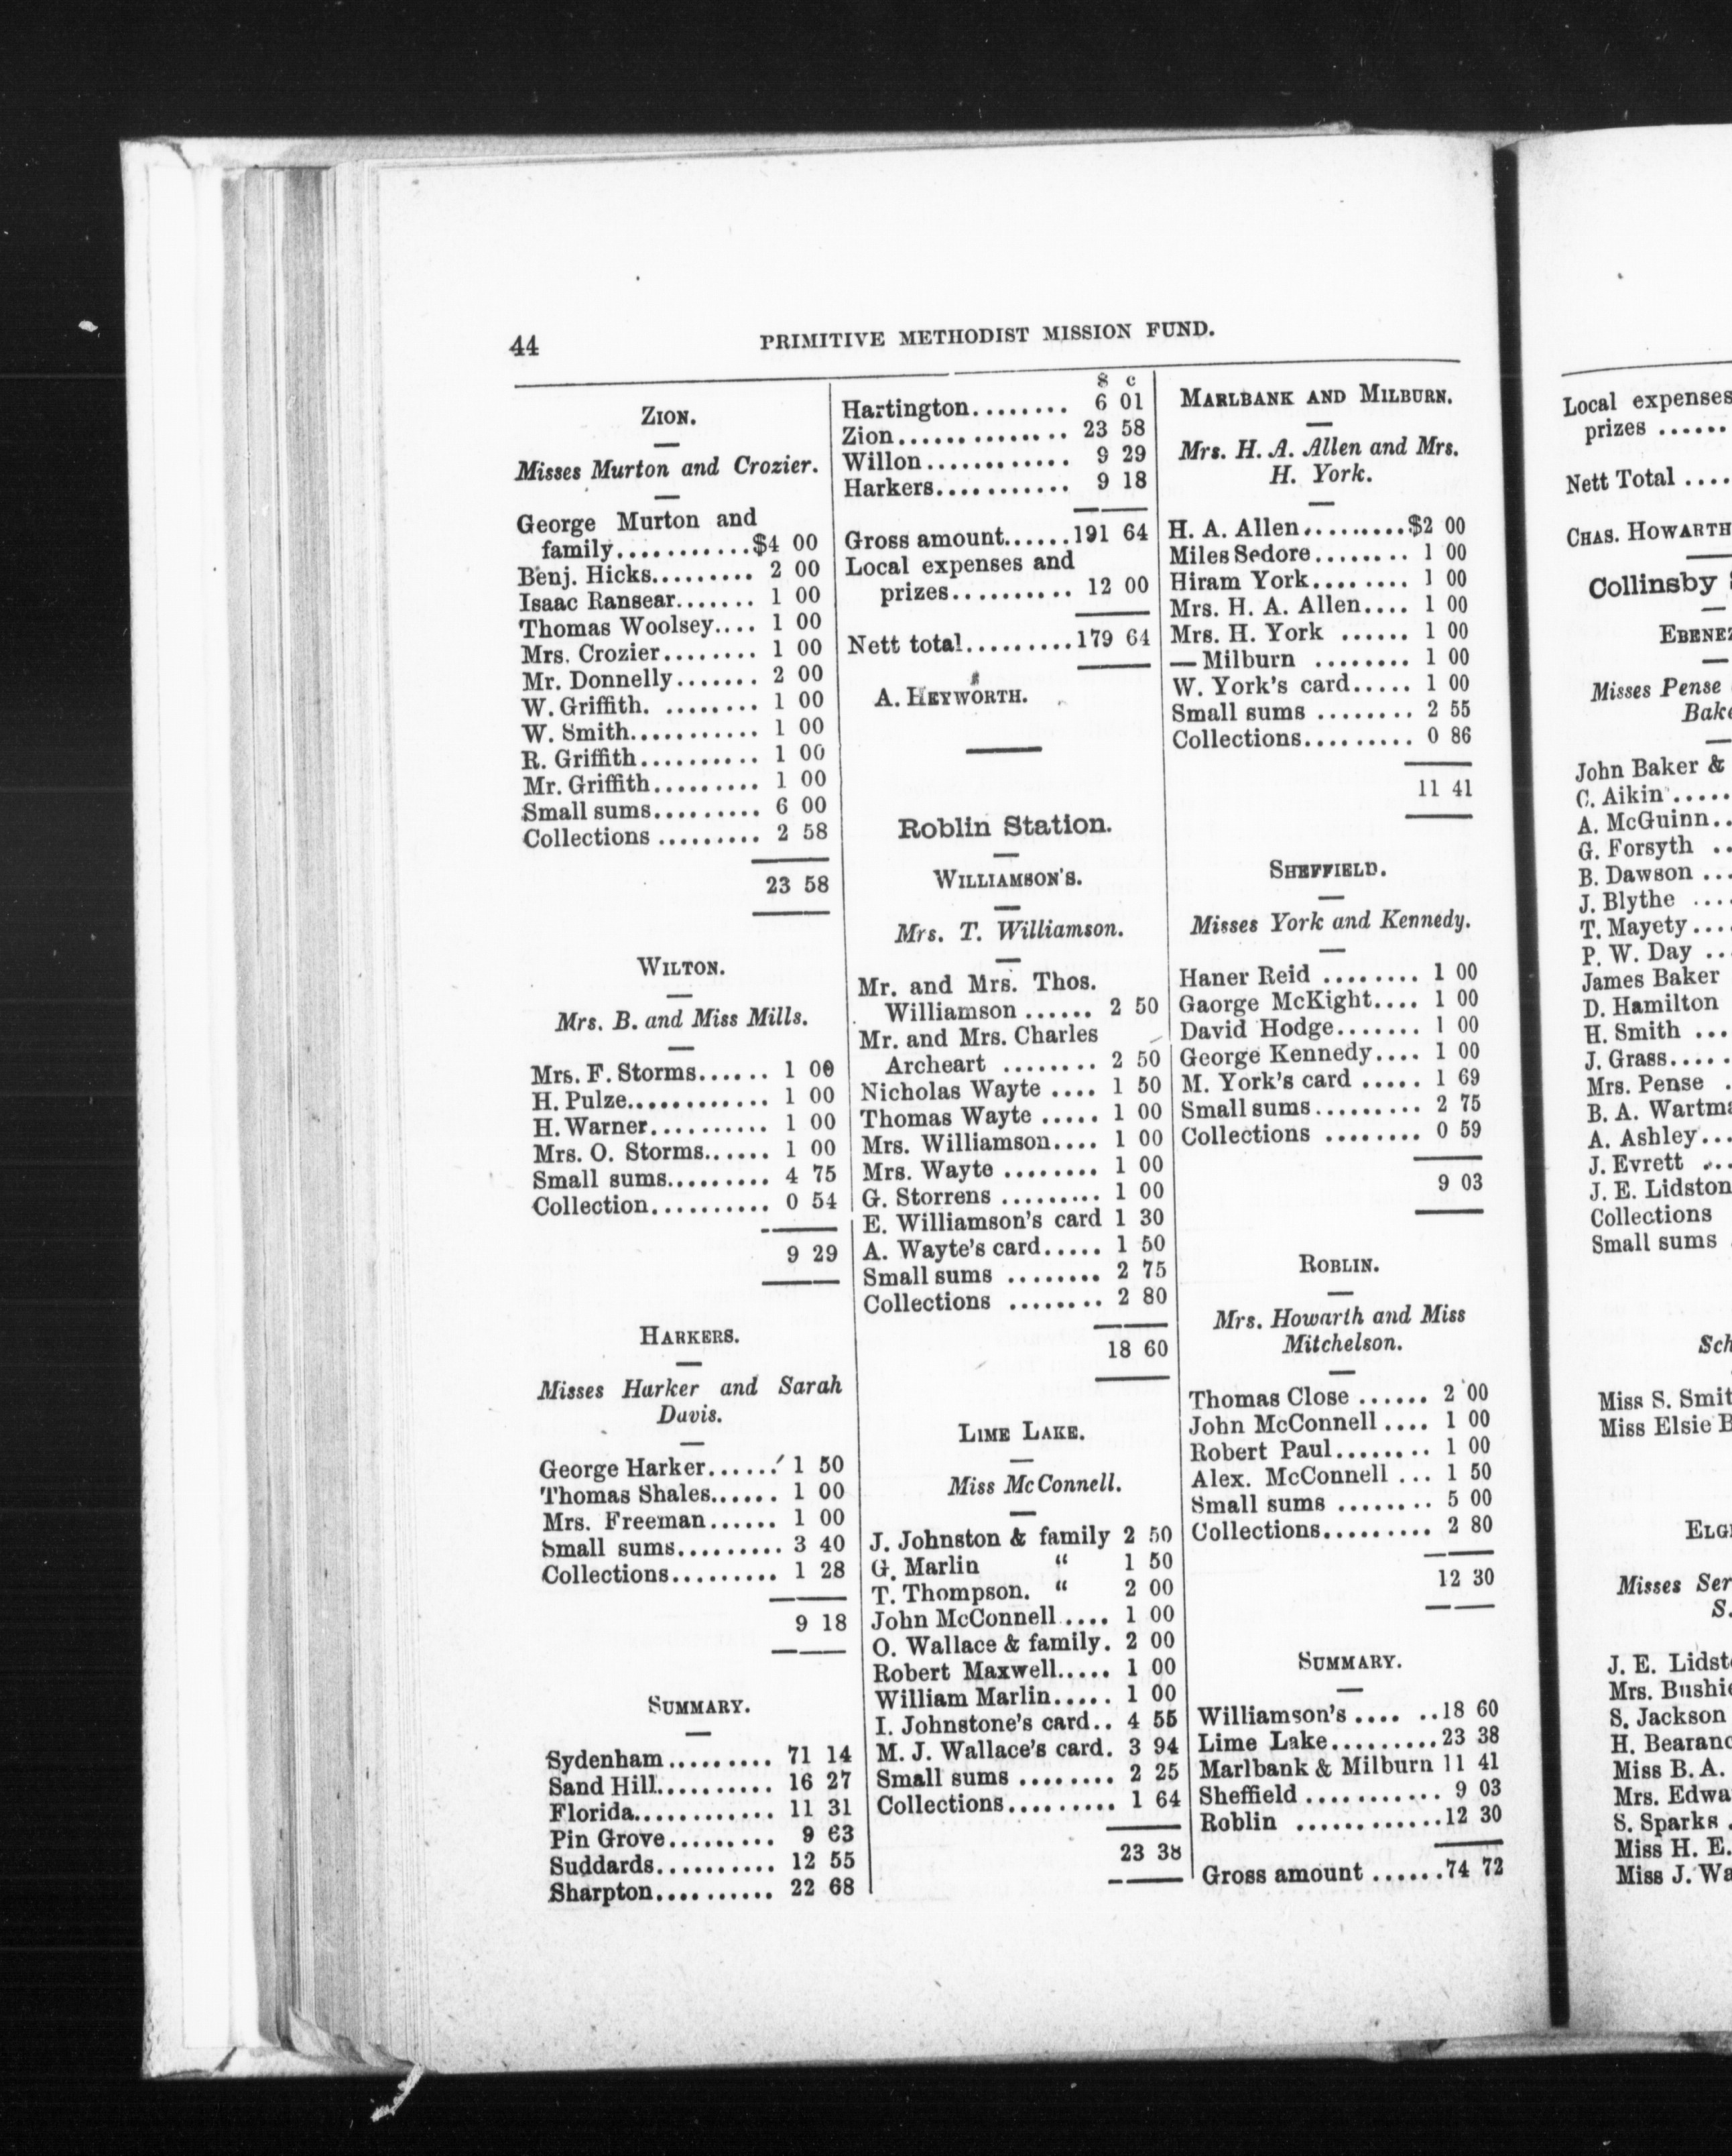 44
PRIMITIVE METHODIST MISSION FUND.
ZION.
Misses Murton and Crozier.
George Murton and
family...........$4 00
Benj. Hicks......... 2 00
Isaac Ransear....... 1 00
Thomas Woolsey.... 1 00
Mrs. Crozier........ 1 00
Mr. Donnelly....... 2 00
W. Griffith. ........ 1 00
W. Smith........... 1 00
R. Griffith.......... 1 00
Mr. Griffith......... 1 00
Small sums......... 6 00
Collections ......... 2 58
23 58
WILTON.
Mrs. B. and Miss Mills.
Mrs. F. Storms...... 1 00
H. Pulze............ 1 00
H. Warner.......... 1 00
Mrs. O. Storms...... 1 00
Small sums......... 4 75
Collection.......... 0 54
9 29
HARKERS.
Misses Harker and Sarah
Davis.
George Harker...... 1 50
Thomas Shales...... 1 00
Mrs. Freeman...... 1 00
Small sums......... 3 40
Collections......... 1 28
9 18
SUMMARY.
Sydenham......... 71 14
Sand Hill.......... 16 27
Florida............ 11 31
Pin Grove......... 9 63
Suddards.......... 12 55
Sharpton.......... 22 68
$ c
Hartington........ 6 01
Zion.............. 23 58
Willon............ 9 29
Harkers........... 9 18
Gross amount......191 64
Local expenses and
prizes.......... 12 00
Nett total.........179 64
A. HEYWORTH.
Roblin Station.
WILLIAMSON'S.
Mrs. T. Williamson.
Mr. and Mrs. Thos.
Williamson ...... 2 50
Mr. and Mrs. Charles
Archeart ........ 2 50
Nicholas Wayte .... 1 50
Thomas Wayte ..... 1 00
Mrs. Williamson.... 1 00
Mrs. Wayte ........ 1 00
G. Storrens ......... 1 00
E. Williamson's card 1 30
A. Wayte's card..... 1 50
Small sums ........ 2 75
Collections ........ 2 80
18 60
LIME LAKE.
Miss McConnell.
J. Johnston & family 2 50
G. Marlin " 1 50
T. Thompson. " 2 00
John McConnell.... 1 00
O. Wallace & family. 2 00
Robert Maxwell..... 1 00
William Marlin..... 1 00
I. Johnstone's card.. 4 55
M. J. Wallace's card. 3 94
Small sums ........ 2 25
Collections......... 1 64
23 38
MARLBANK AND MILBURN.
Mrs. H. A. Allen and Mrs.
H. York.
H. A. Allen.........$2 00
Miles Sedore........ 1 00
Hiram York........ 1 00
Mrs. H. A. Allen.... 1 00
Mrs. H. York ...... 1 00
— Milburn ........ 1 00
W. York's card..... 1 00
Small sums ........ 2 55
Collections......... 0 86
11 41
SHEFFIELD.
Misses York and Kennedy.
Haner Reid ........ 1 00
Gaorge McKight.... 1 00
David Hodge....... 1 00
George Kennedy.... 1 00
M. York's card ..... 1 69
Small sums......... 2 75
Collections ........ 0 59
9 03
ROBLIN.
Mrs. Howarth and Miss
Mitchelson.
Thomas Close ...... 2 00
John McConnell .... 1 00
Robert Paul........ 1 00
Alex. McConnell ... 1 50
Small sums ........ 5 00
Collections......... 2 80
12 30
SUMMARY.
Williamson's .... ..18 60
Lime Lake.........23 38
Marlbank & Milburn 11 41
Sheffield ........... 9 03
Roblin ............12 30
Gross amount ......74 72
Local expenses
prizes ......
Nett Total ....
CHAS. HOWARTH
Collinsby
EBENEZ
Misses Pense
Bake
John Baker &
C. Aikin .....
A. McGuinn..
G. Forsyth ..
B. Dawson ...
J. Blythe ....
T. Mayety....
P. W. Day ...
James Baker
D. Hamilton
H. Smith ...
J. Grass.....
Mrs. Pense .
B. A. Wartma
A. Ashley...
J. Evrett ...
J. E. Lidston
Collections
Small sums .
Sch
Miss S. Smit
Miss Elsie B
ELGI
Misses Ser
S.
J. E. Lidst
Mrs. Bushie
S. Jackson
H. Bearanc
Miss B. A.
Mrs. Edwa
S. Sparks .
Miss H. E.
Miss J. Wa